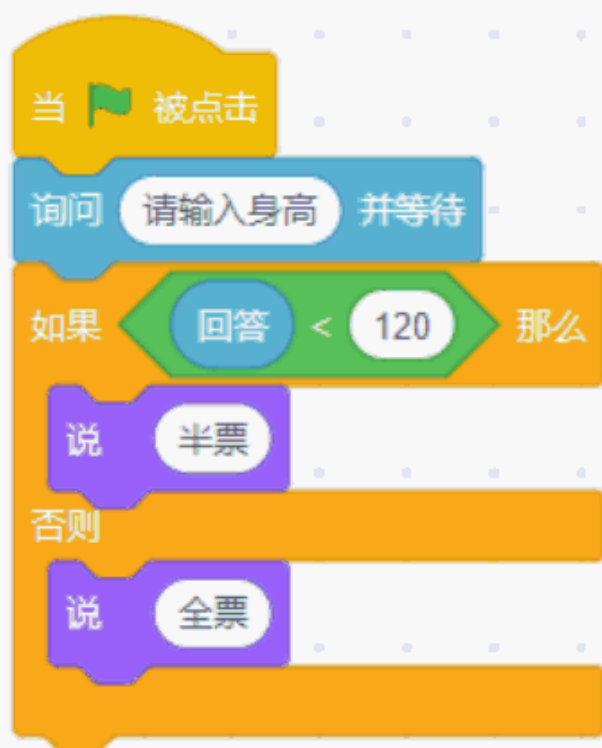 当 被点击
询问 请输入身高 并等待
如果 回答 < 120 那么
说 半票
否则
说 全票